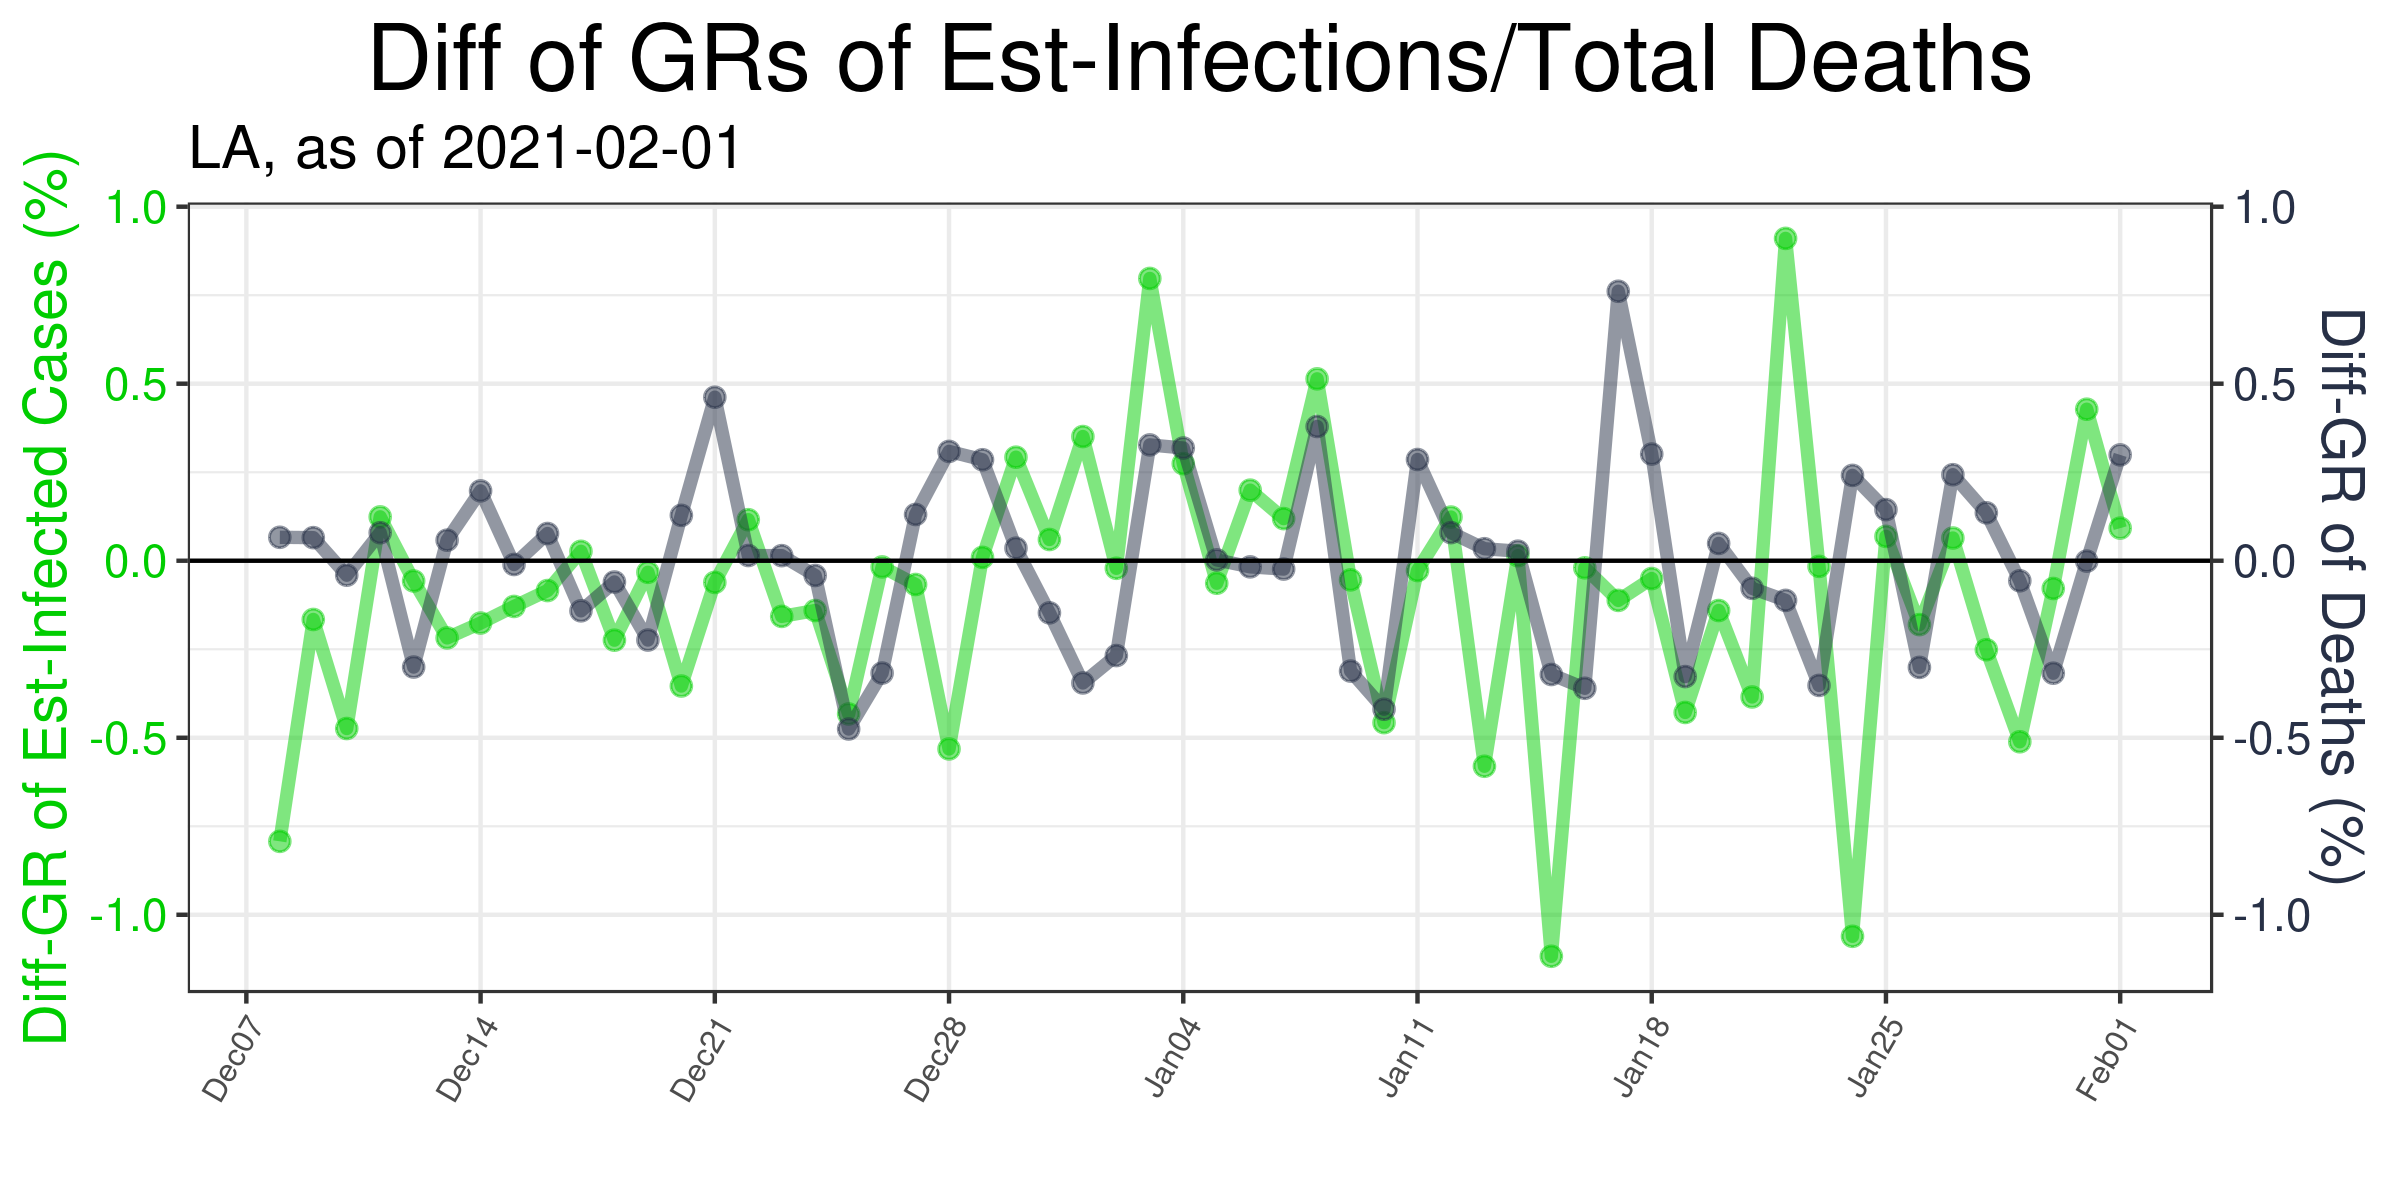 Diff of GRs of Est-Infections/Total Deaths
LA, as of 2021-02-01
Diff-GR of Est-Infected Cases (%)
1.0
0.5
0.0
-0.5
-1.0
1.0
0.5
0.0
-0.5
-1.0
Diff-GR of Deaths (%)
Dec07
Dec14
Dec21
Dec28
Jan04
Jan11
Jan18
Jan25
Feb01